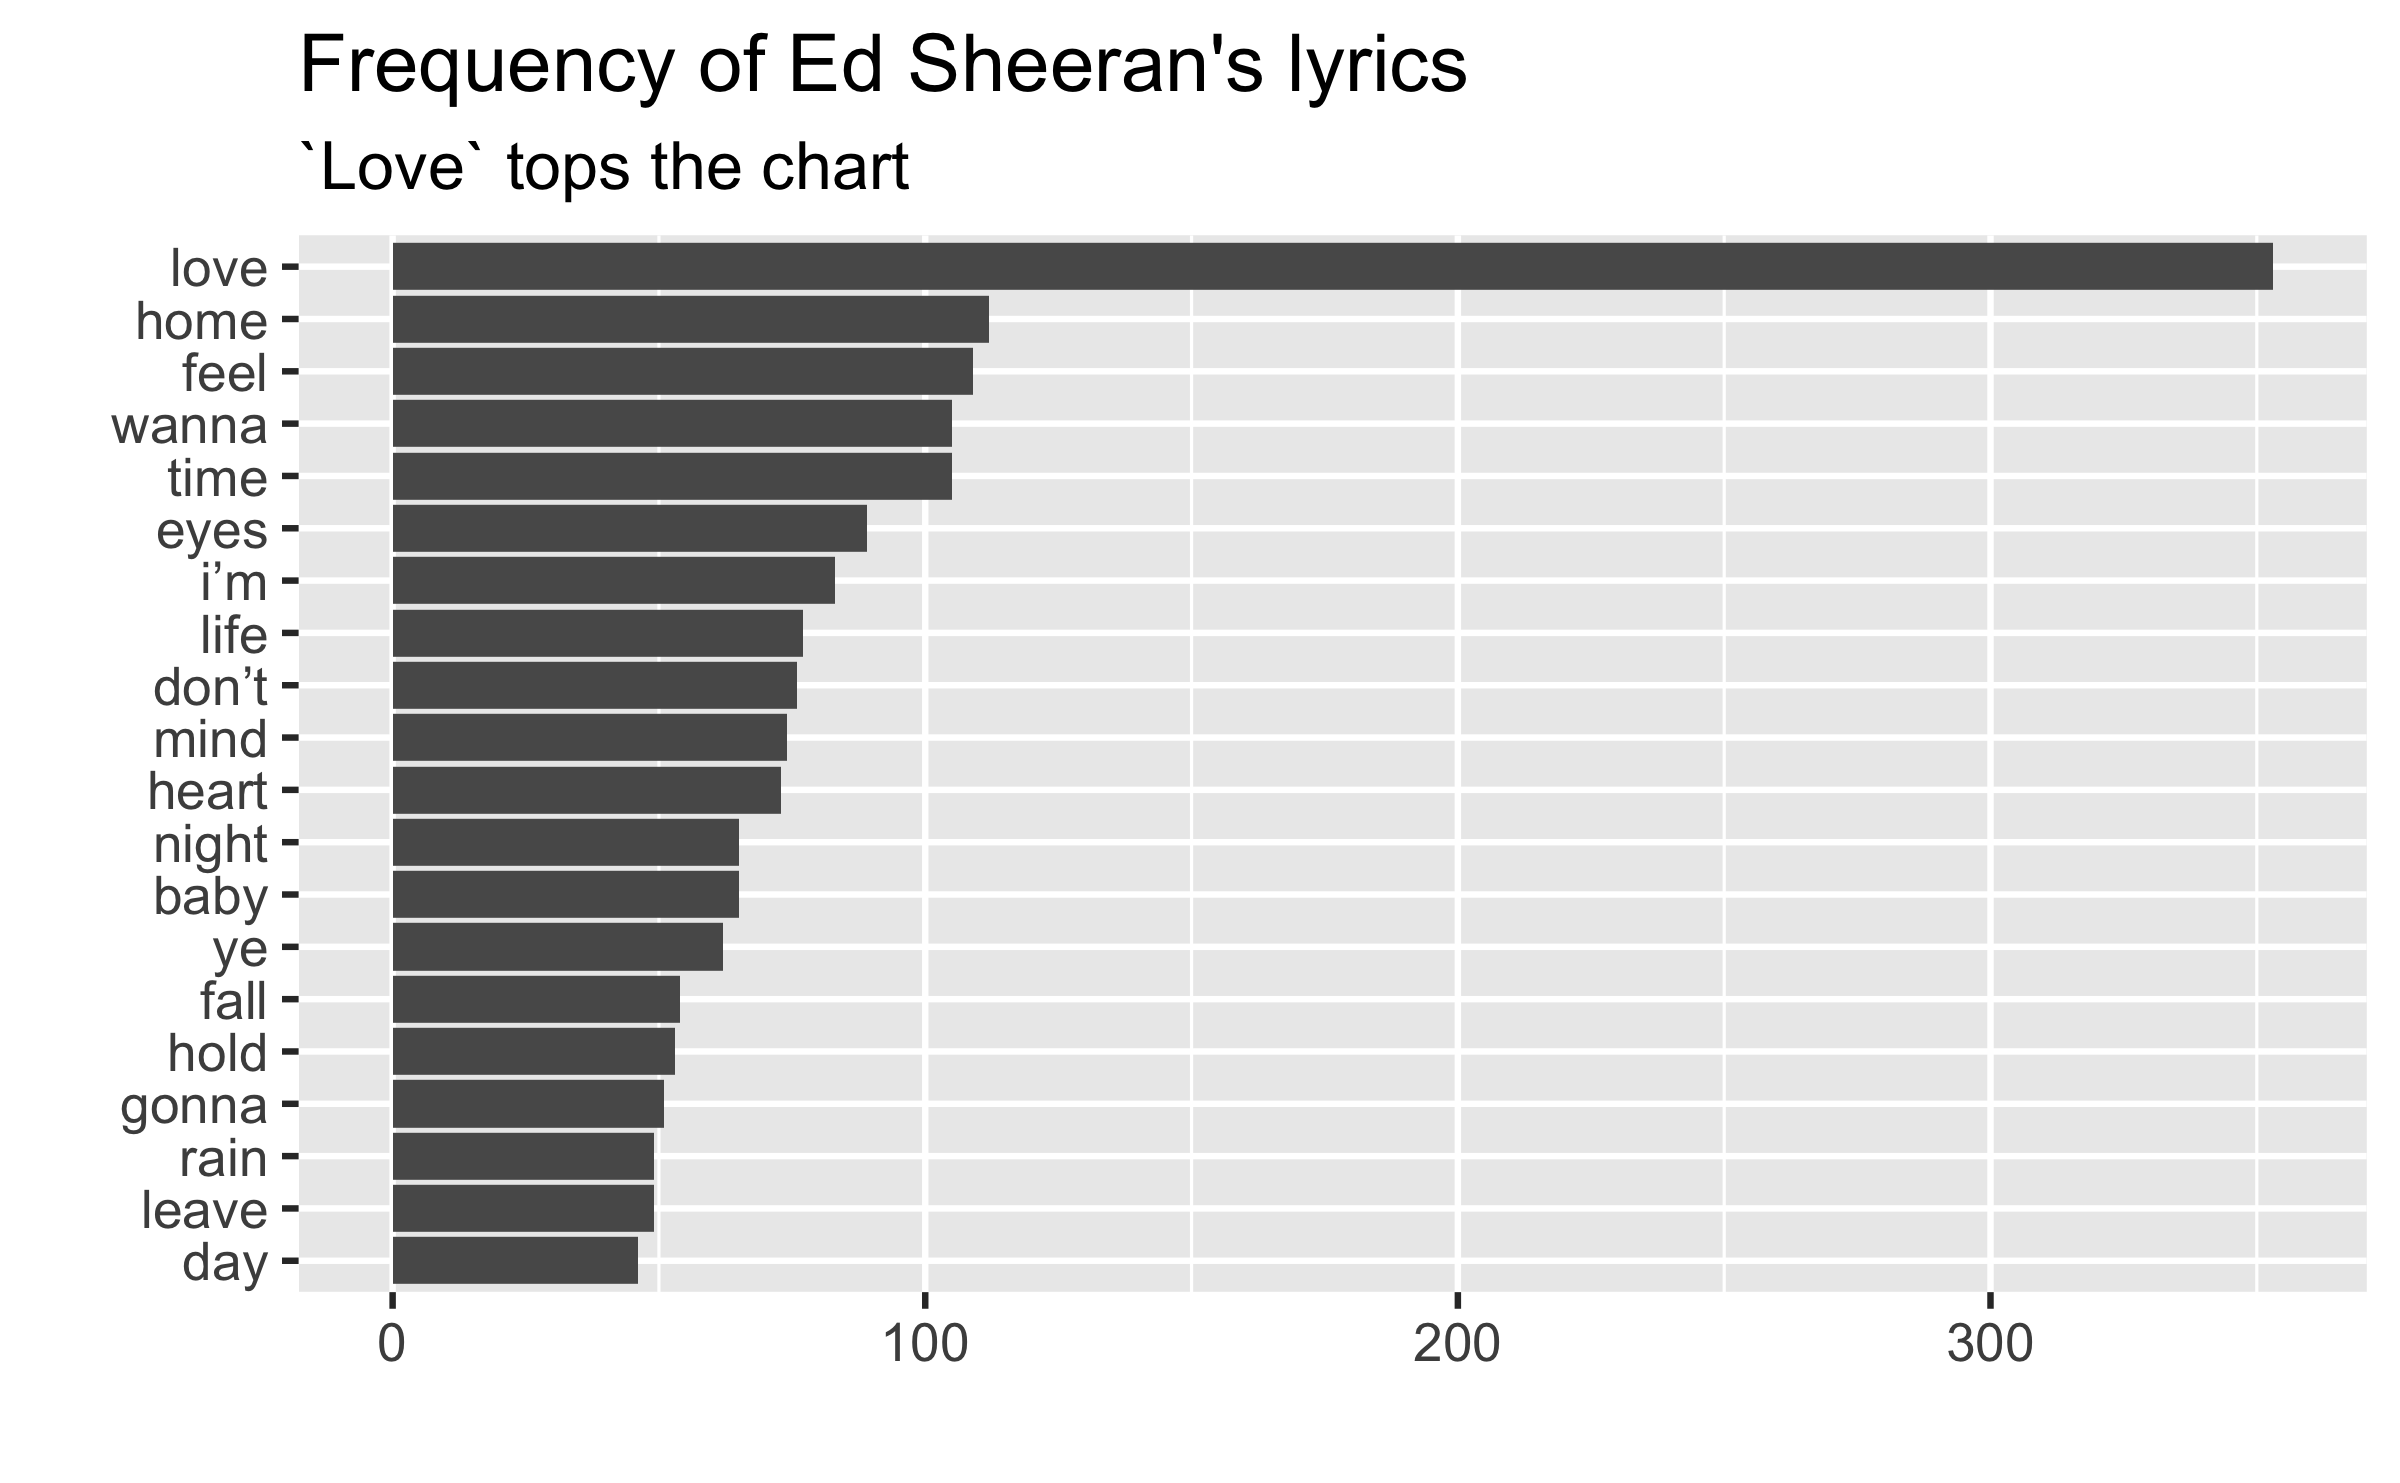 Frequency of Ed Sheeran's lyrics
`Love` tops the chart
love
home
feel
wanna
time
eyes
i’m
life
don’t
mind
heart
night
baby
ye
fall
hold
gonna
rain
leave
day
0 100 200 300